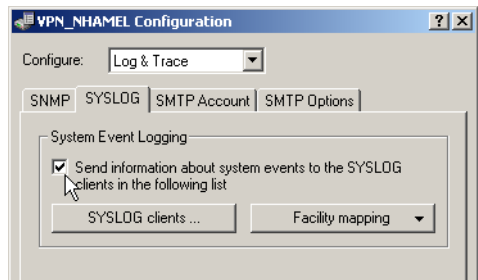 VPN_NHAMEL Configuration
Configure: Log & Trace
SNMP SYSLOG SMTP Account SMTP Options
System Event Logging
Send information about system events to the SYSLOG
clients in the following list
SYSLOG clients ... Facility mapping